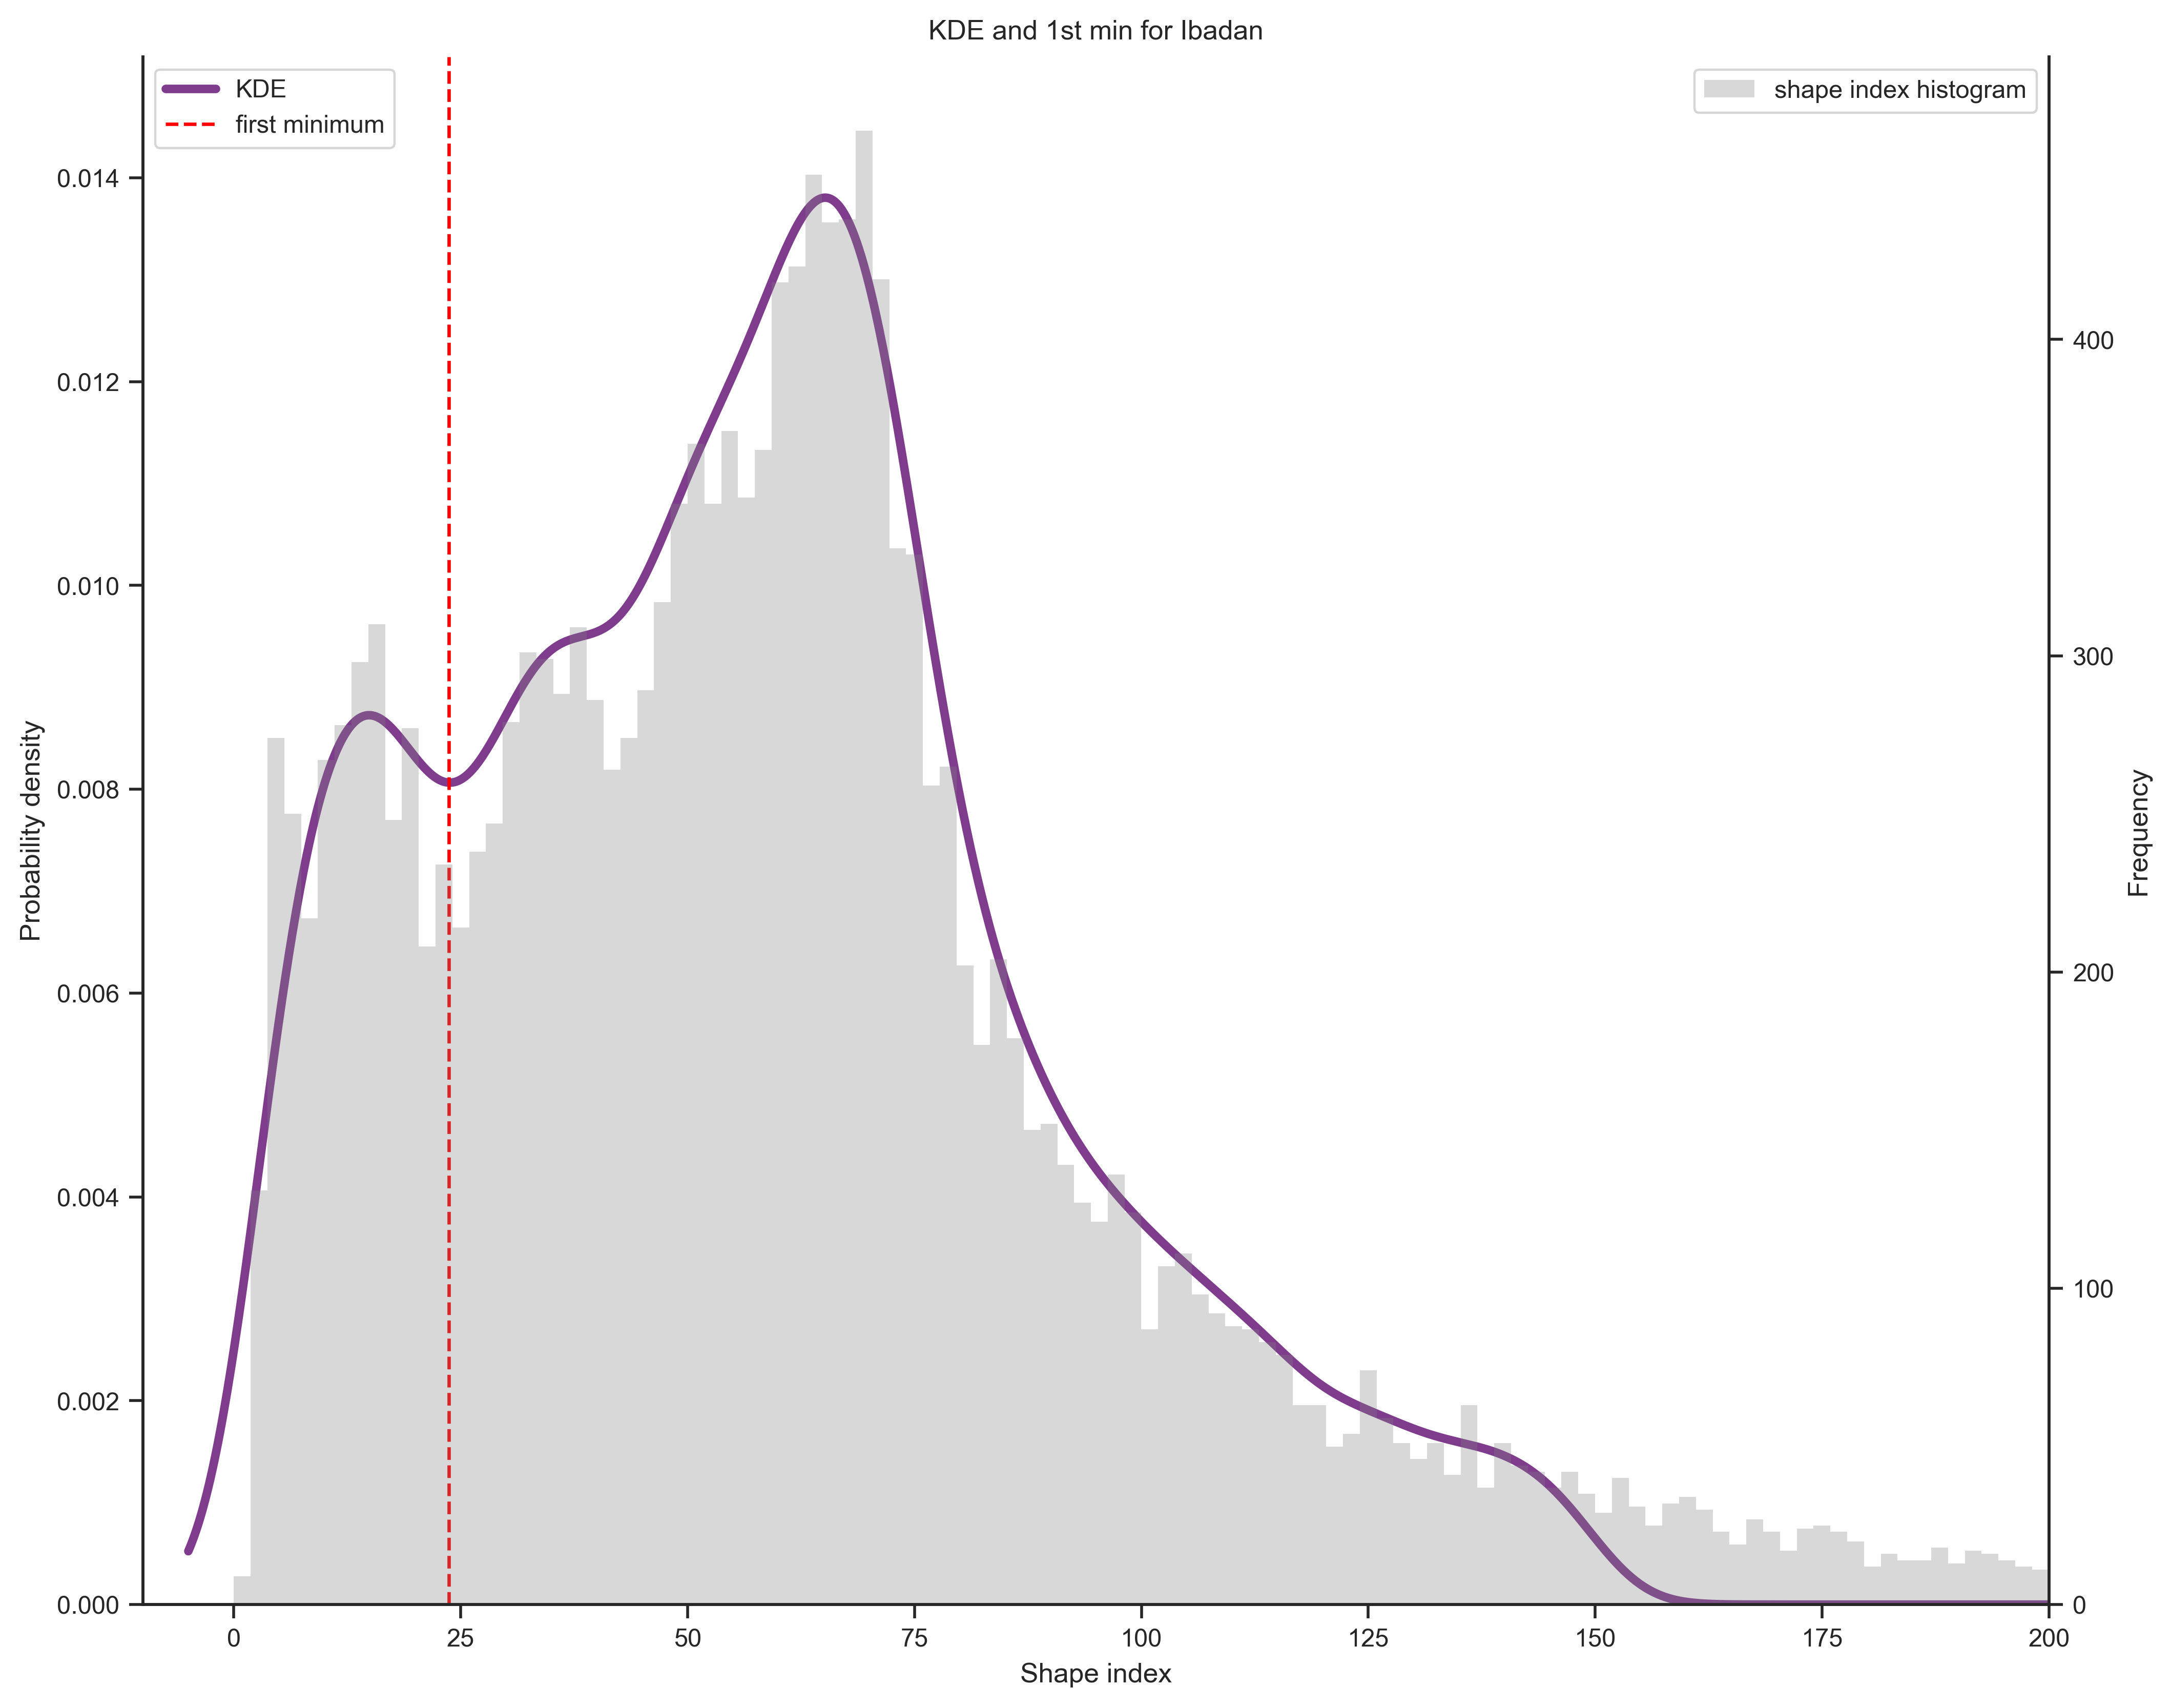 KDE and 1st min for Ibadan
KDE
first minimum
shape index histogram
0.014
0.012
0.010
0.008
0.006
0.004
0.002
0.000
Probability density
400
300
200
100
0
Frequency
0 25 50 75 100 125 150 175 200
Shape index